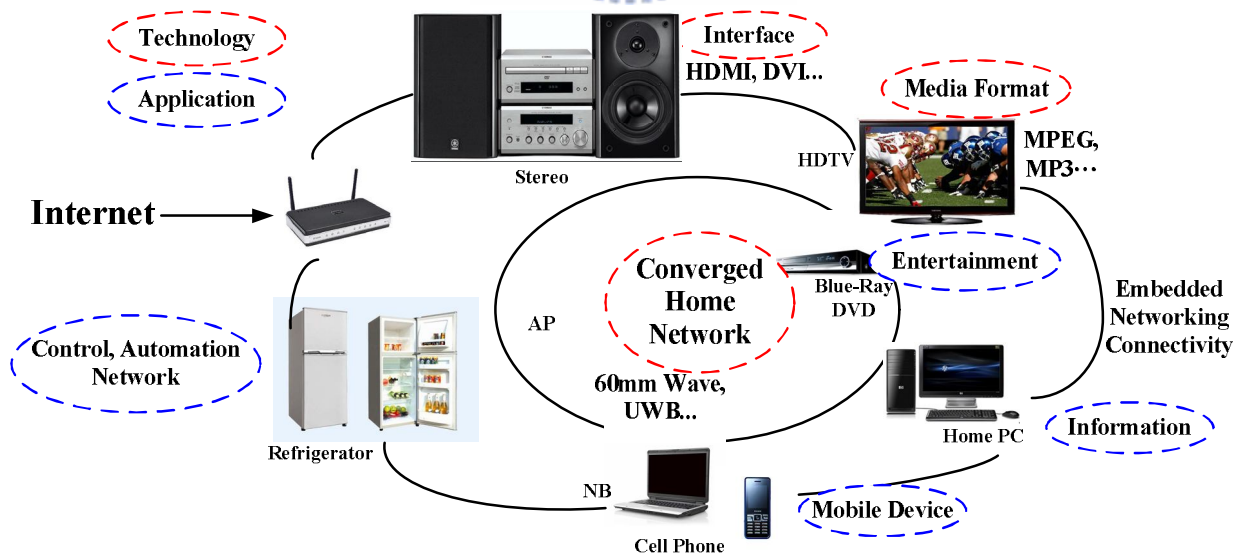 Technology
Application
Interface
HDMI, DVI...
Media Format
MPEG,
MP3···
HDTV
Stereo
Internet
Converged
Home
Network
Entertainment
Blue-Ray
DVD
AP
Embedded
Networking
Connectivity
Control, Automation
Network
60mm Wave,
UWB...
Refrigerator
Home PC
Information
NB
Mobile Device
Cell Phone